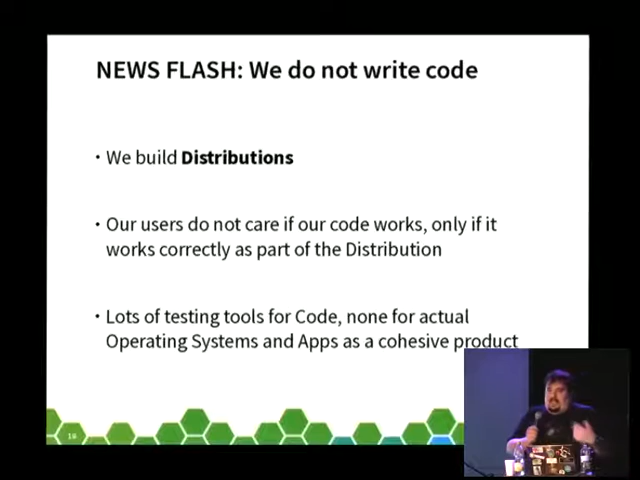 NEWS FLASH: We do not write code
• We build Distributions
• Our users do not care if our code works, only if it
works correctly as part of the Distribution
• Lots of testing tools for Code, none for actual
Operating Systems and Apps as a cohesive product
16